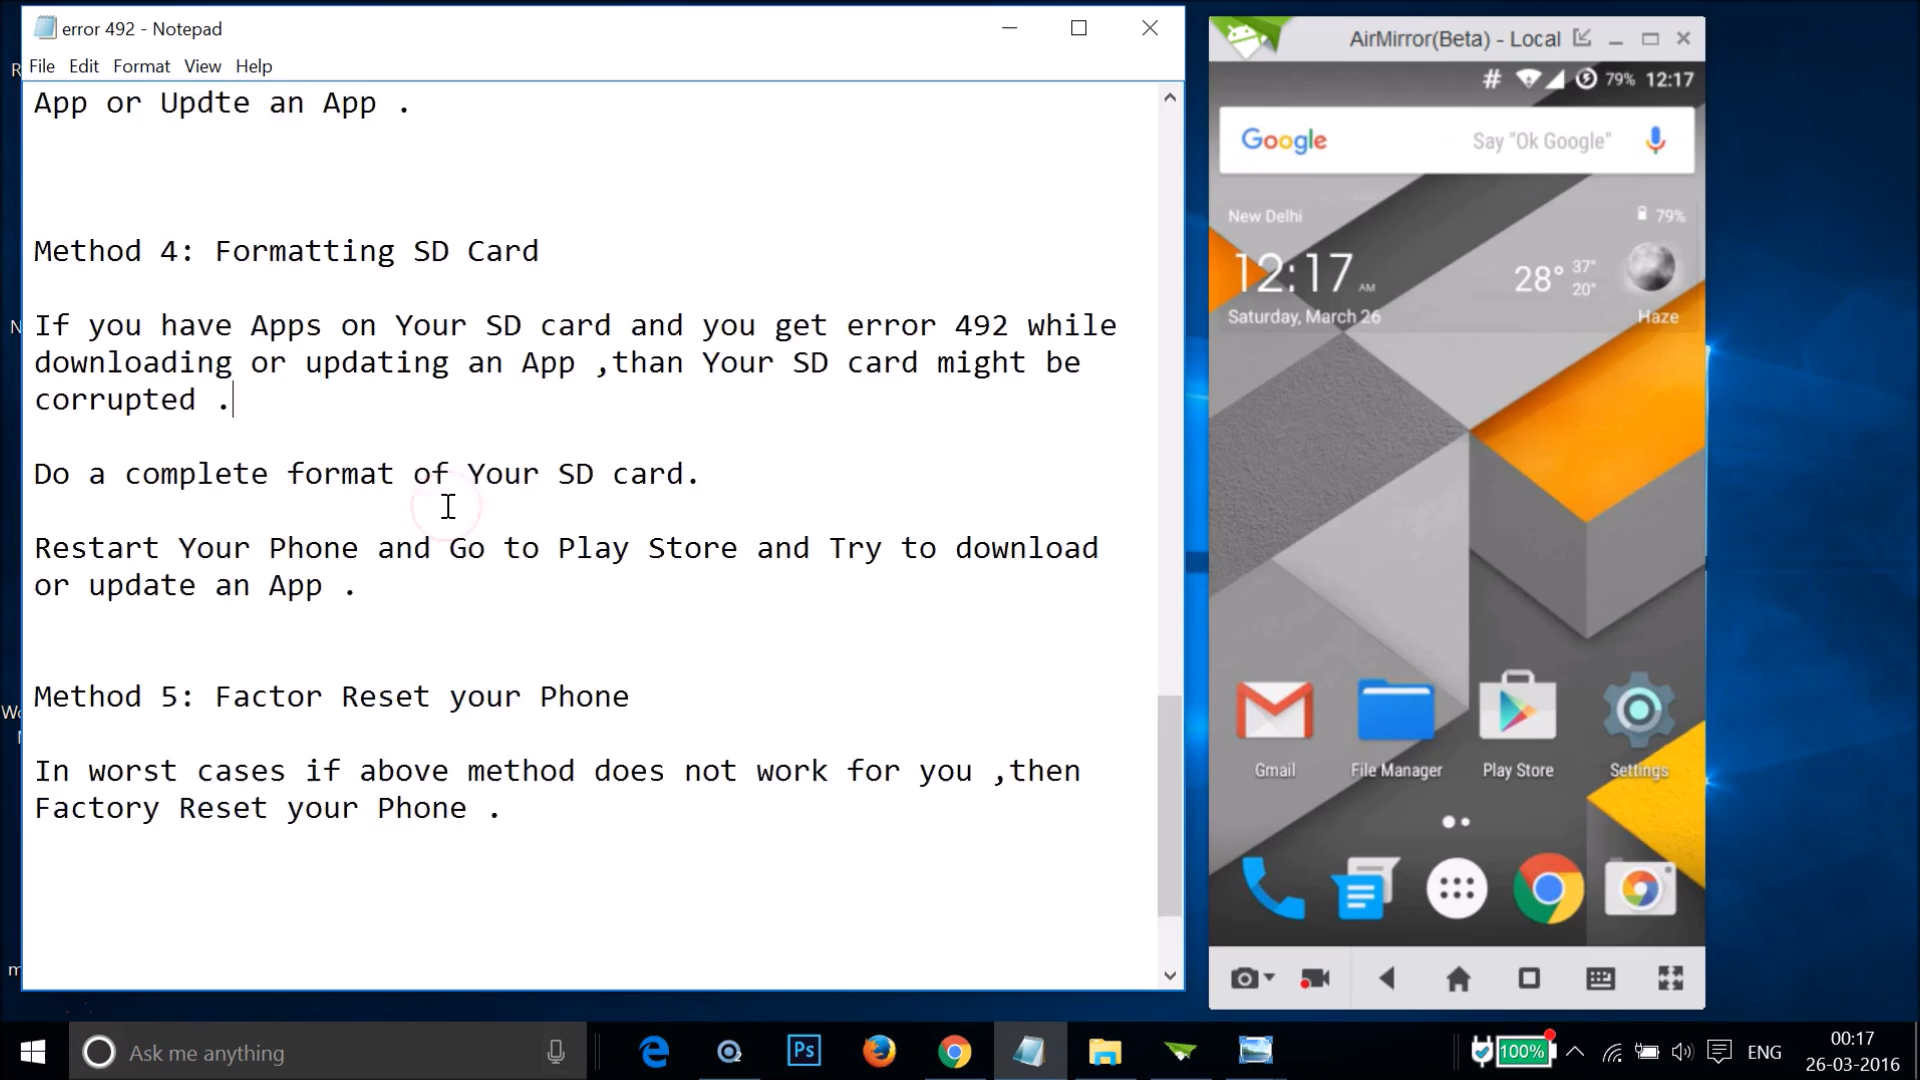 error 492 - Notepad
File Edit Format View Help
App or Updte an App .
Method 4: Formatting SD Card
If you have Apps on Your SD card and you get error 492 while
downloading or updating an App ,than Your SD card might be
corrupted .
Do a complete format of Your SD card.
Restart Your Phone and Go to Play Store and Try to download
or update an App .
Method 5: Factor Reset your Phone
In worst cases if above method does not work for you ,then
Factory Reset your Phone .
AirMirror(Beta) - Local
# 79% 12:17
Google Say "Ok Google"
New Delhi 79%
12:17 AM 28° 37° 20°
Saturday, March 26 Haze
Gmail File Manager Play Store Settings
Ask me anything
Ps
100% ENG 00:17
26-03-2016